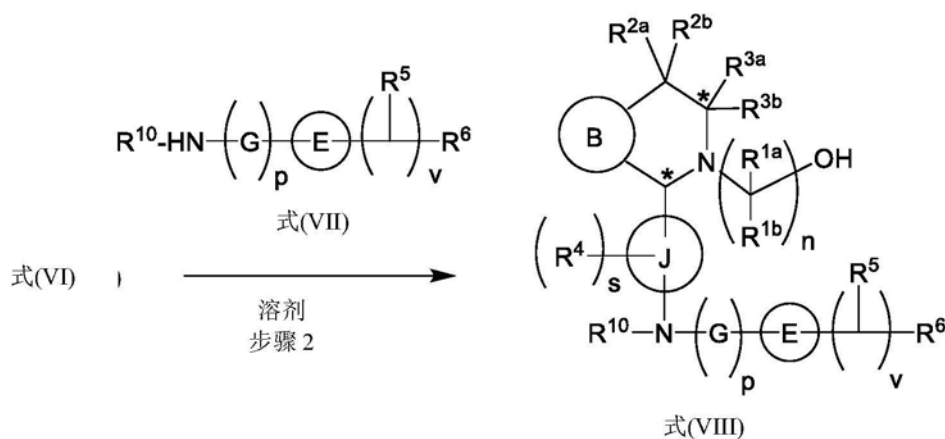 R10-HN ( G )p E ( R5 )v R6
式(VII)
式(VI) )
溶剂
步骤 2
R2a R2b
R3a
* R3b
B
N
*
( R1a R1b )n OH
( R4 )s J
R10 N ( G )p E ( R5 )v R6
式(VIII)